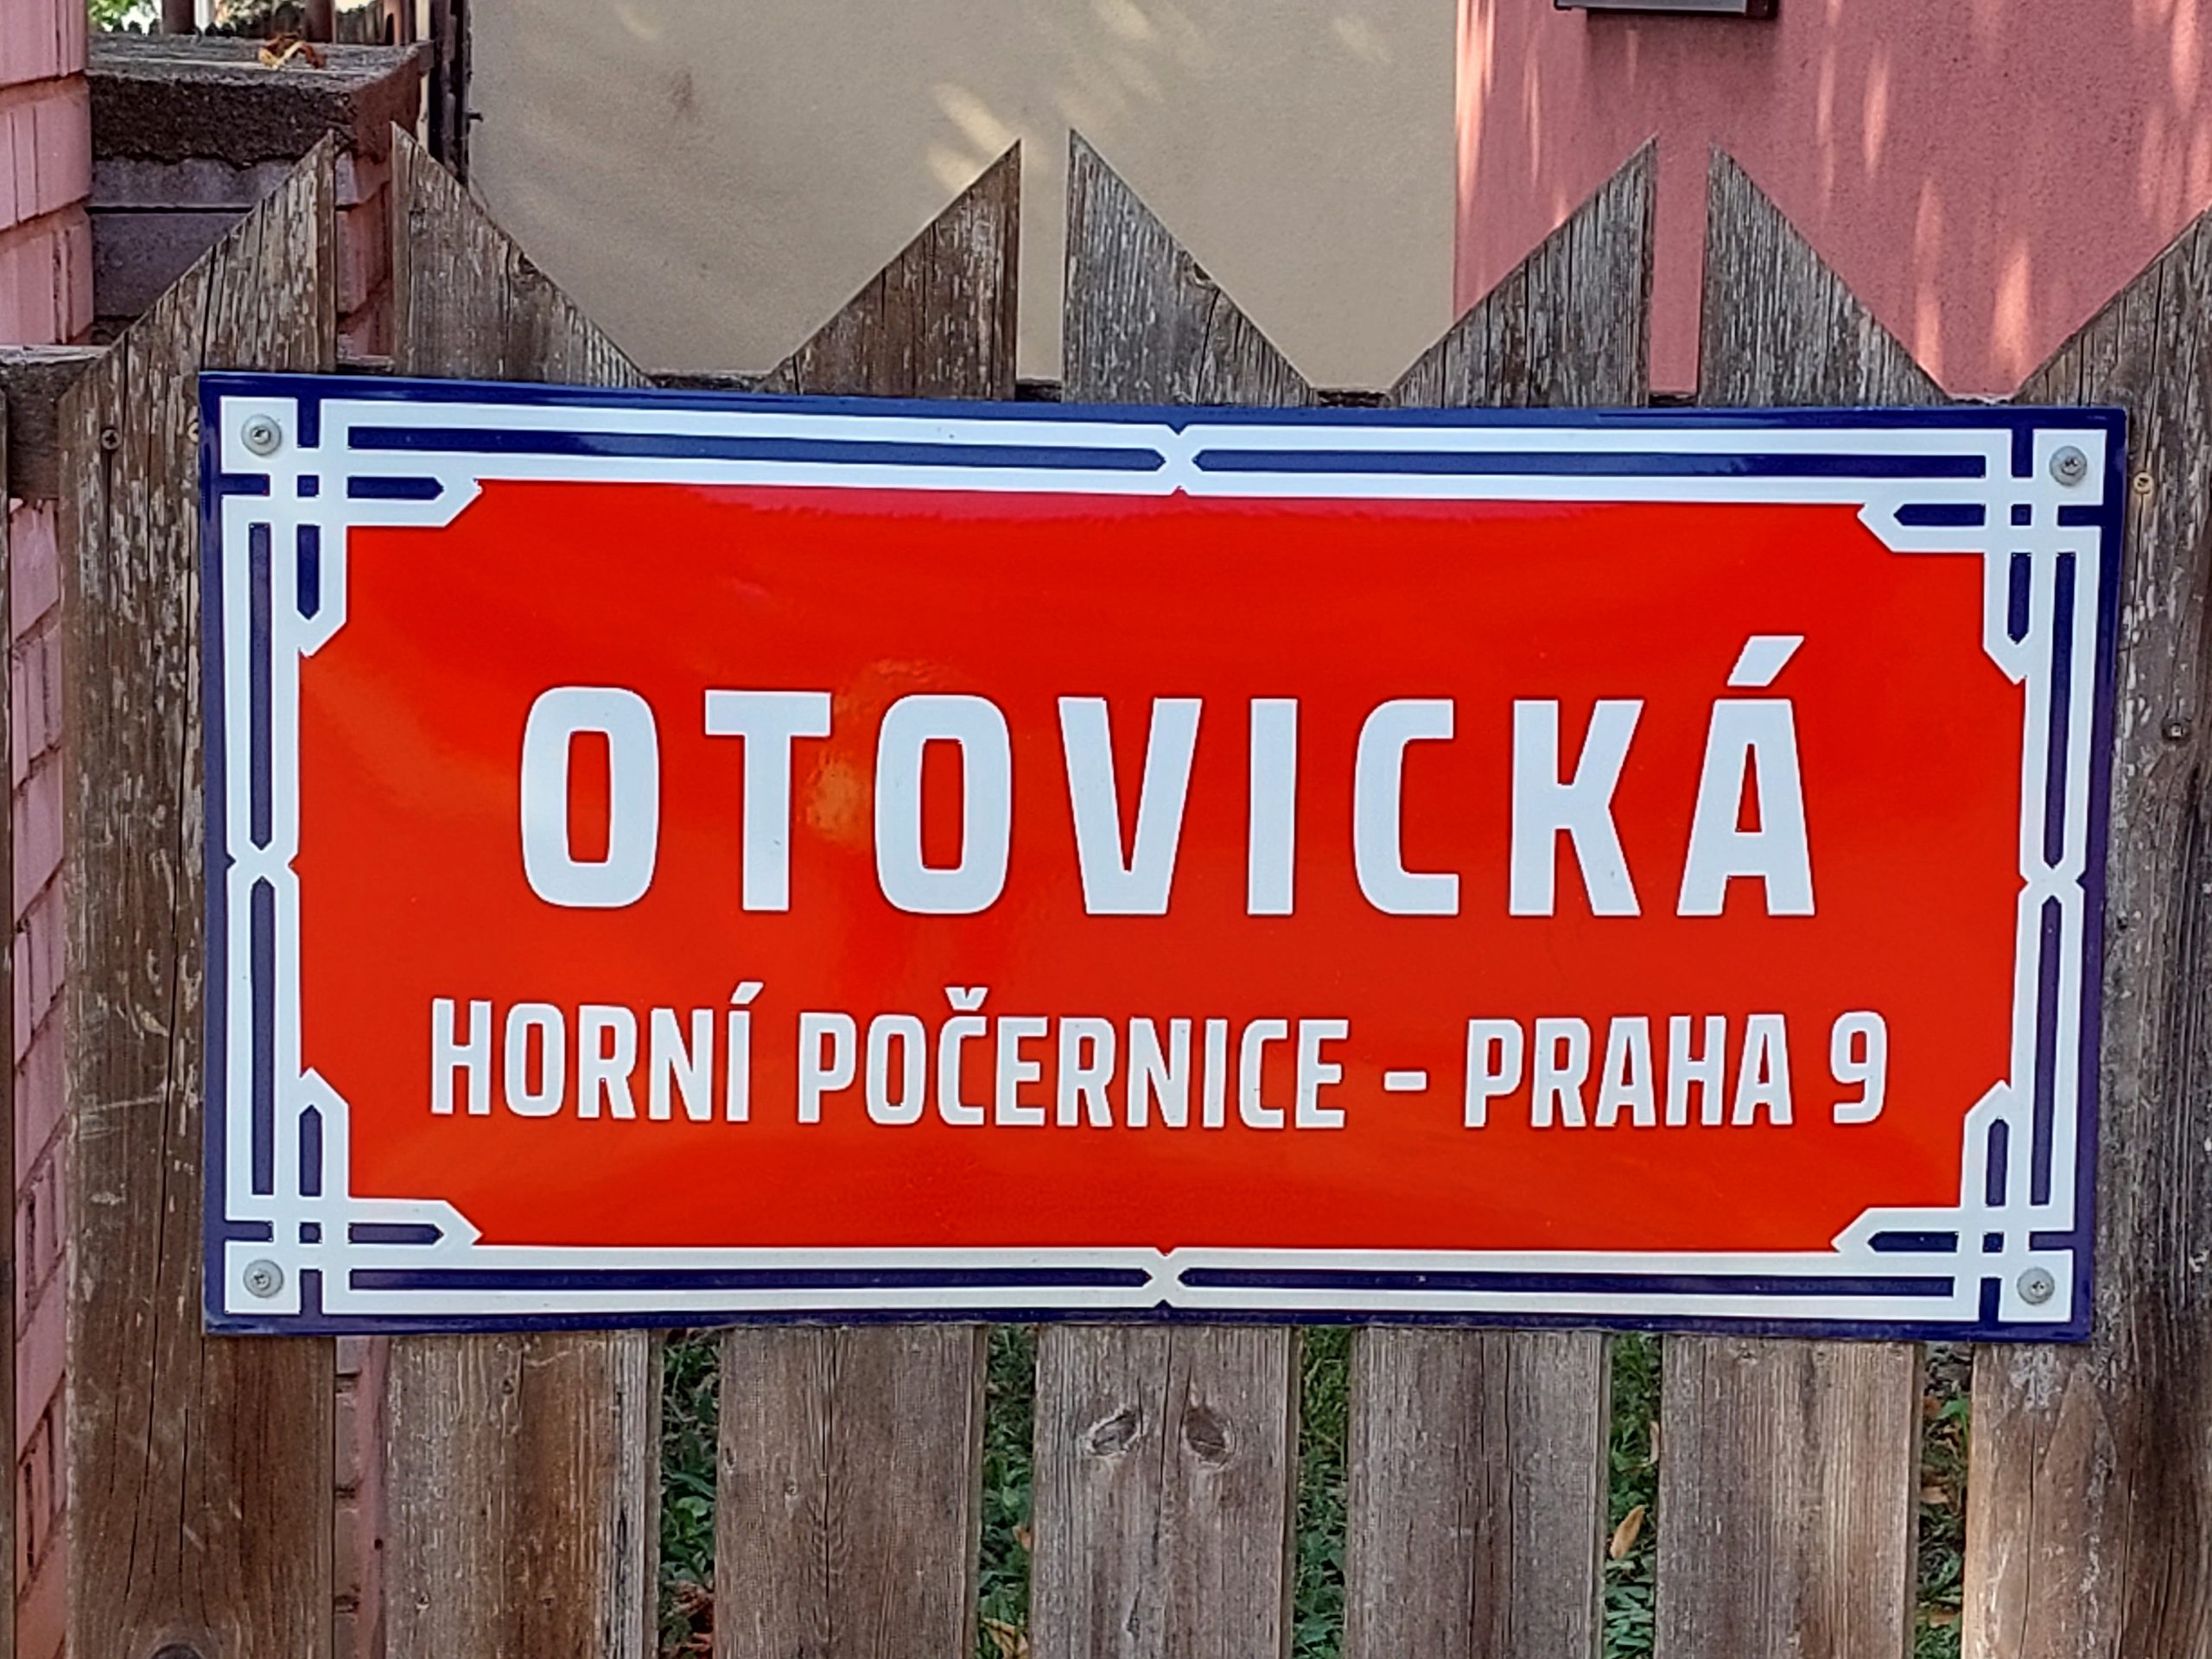 OTOVICKÁ
HORNÍ POČERNICE - PRAHA 9